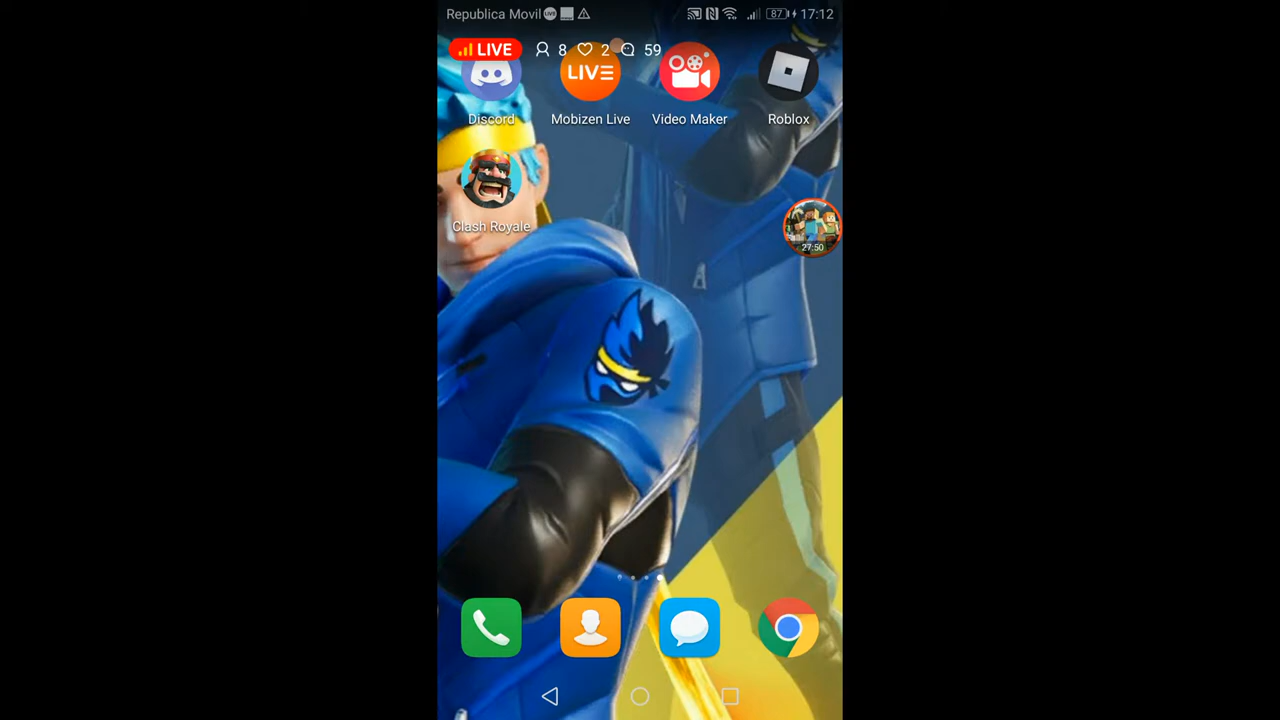 Republica Movil LIVE 87 17:12
LIVE 8 2 59
LIVE
Discord Mobizen Live Video Maker Roblox
Clash Royale
27:50